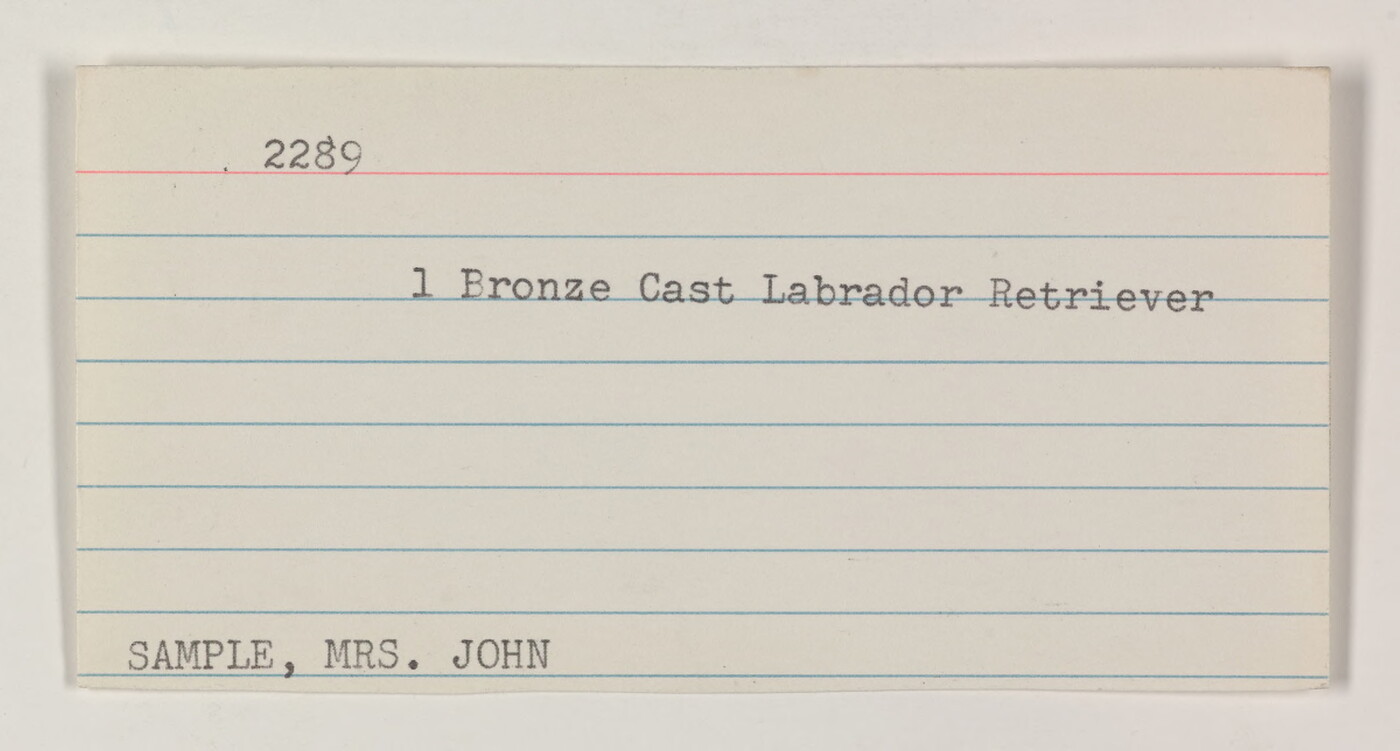 2289
1 Bronze Cast Labrador Retriever
SAMPLE, MRS. JOHN